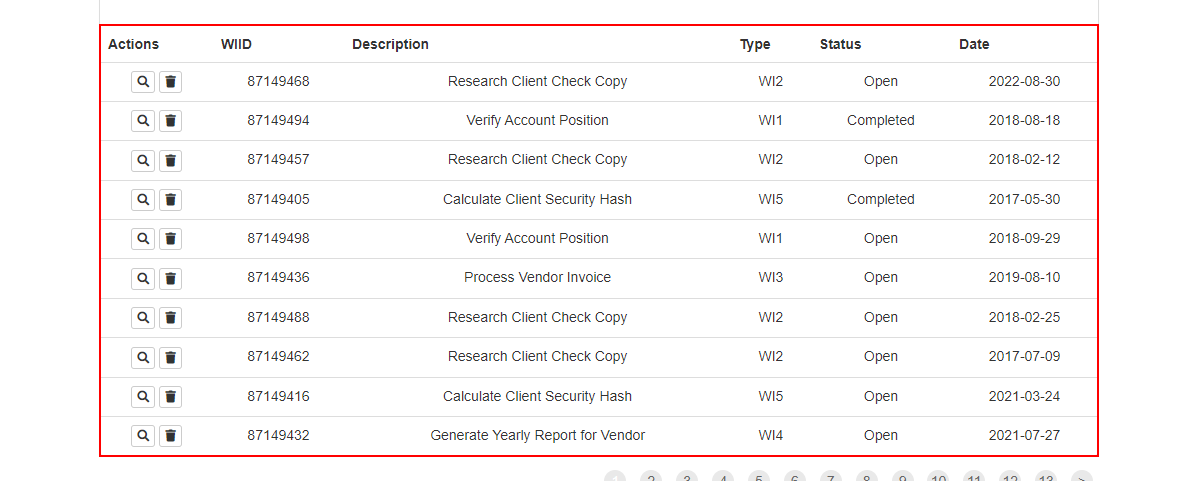 Actions WIID Description Type Status Date
87149468 Research Client Check Copy WI2 Open 2022-08-30
87149494 Verify Account Position WI1 Completed 2018-08-18
87149457 Research Client Check Copy WI2 Open 2018-02-12
87149405 Calculate Client Security Hash WI5 Completed 2017-05-30
87149498 Verify Account Position WI1 Open 2018-09-29
87149436 Process Vendor Invoice WI3 Open 2019-08-10
87149488 Research Client Check Copy WI2 Open 2018-02-25
87149462 Research Client Check Copy WI2 Open 2017-07-09
87149416 Calculate Client Security Hash WI5 Open 2021-03-24
87149432 Generate Yearly Report for Vendor WI4 Open 2021-07-27
1 2 3 4 5 6 7 8 9 10 11 12 13 >